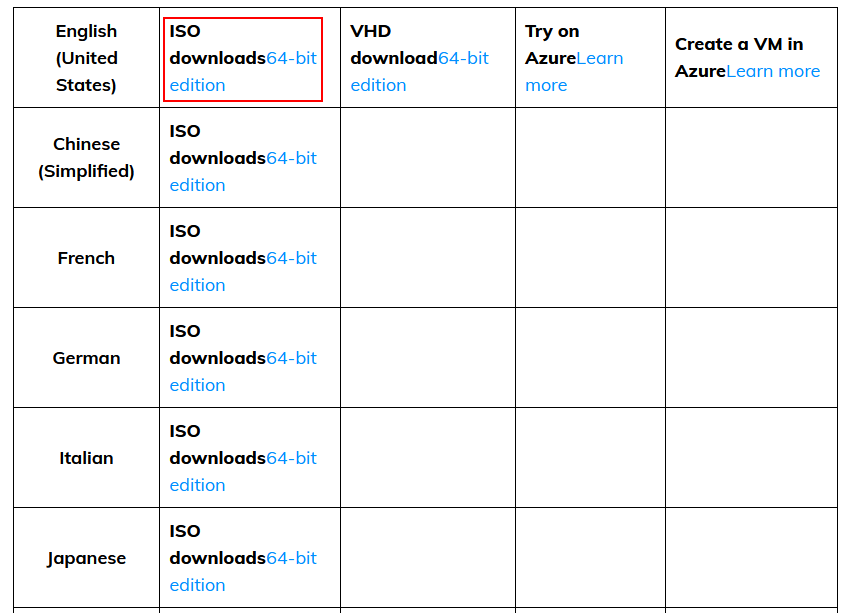 English
(United
States)
ISO
downloads64-bit
edition
VHD
download64-bit
edition
Try on
AzureLearn
more
Create a VM in
AzureLearn more
Chinese
(Simplified)
ISO
downloads64-bit
edition
French
ISO
downloads64-bit
edition
German
ISO
downloads64-bit
edition
Italian
ISO
downloads64-bit
edition
Japanese
ISO
downloads64-bit
edition